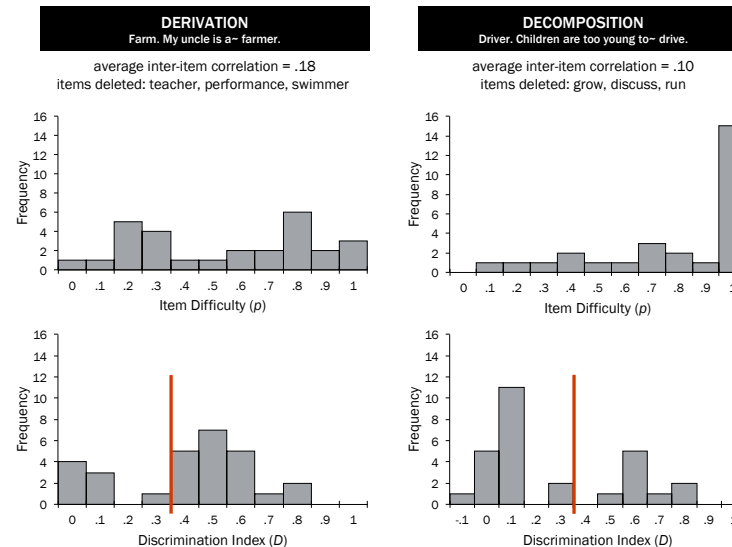 DERIVATION
Farm. My uncle is a~ farmer.
average inter-item correlation = .18
items deleted: teacher, performance, swimmer
16
14
12
10
8
6
4
2
0
Frequency
0 .1 .2 .3 .4 .5 .6 .7 .8 .9 1
Item Difficulty (p)
16
14
12
10
8
6
4
2
0
Frequency
0 .1 .2 .3 .4 .5 .6 .7 .8 .9 1
Discrimination Index (D)
DECOMPOSITION
Driver. Children are too young to~ drive.
average inter-item correlation = .10
items deleted: grow, discuss, run
16
14
12
10
8
6
4
2
0
Frequency
0 .1 .2 .3 .4 .5 .6 .7 .8 .9 1
Item Difficulty (p)
16
14
12
10
8
6
4
2
0
Frequency
-.1 0 .1 .2 .3 .4 .5 .6 .7 .8 .9 1
Discrimination Index (D)